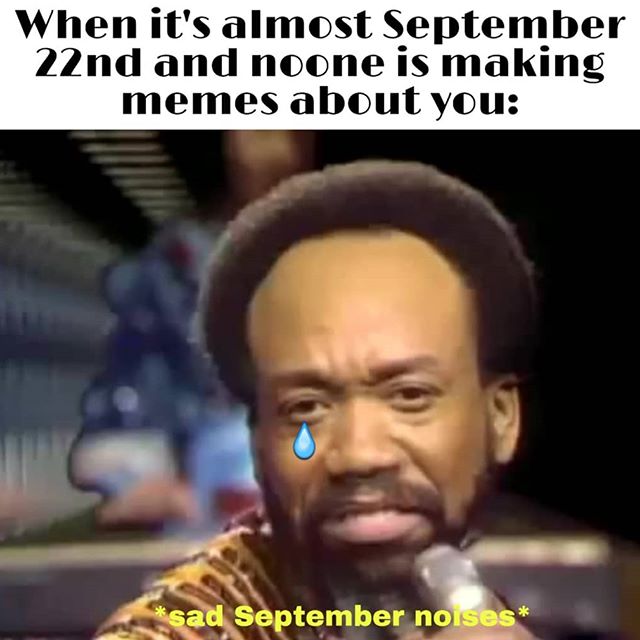 When it's almost September
22nd and noone is making
memes about you:
*sad September noises*